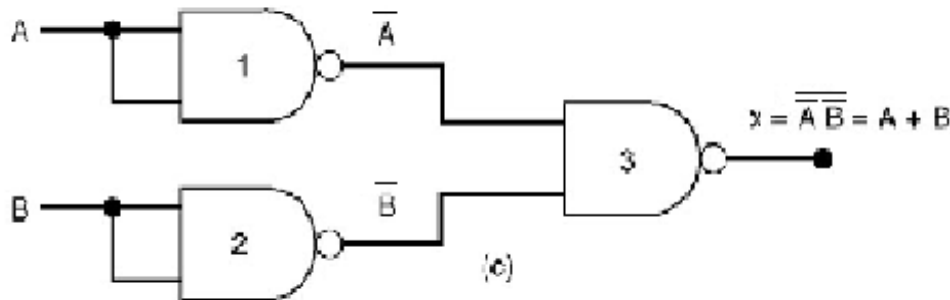 A
1
A̅
x = \overline{\overline{A} \overline{B}} = A + B
3
B
2
B̅
(c)